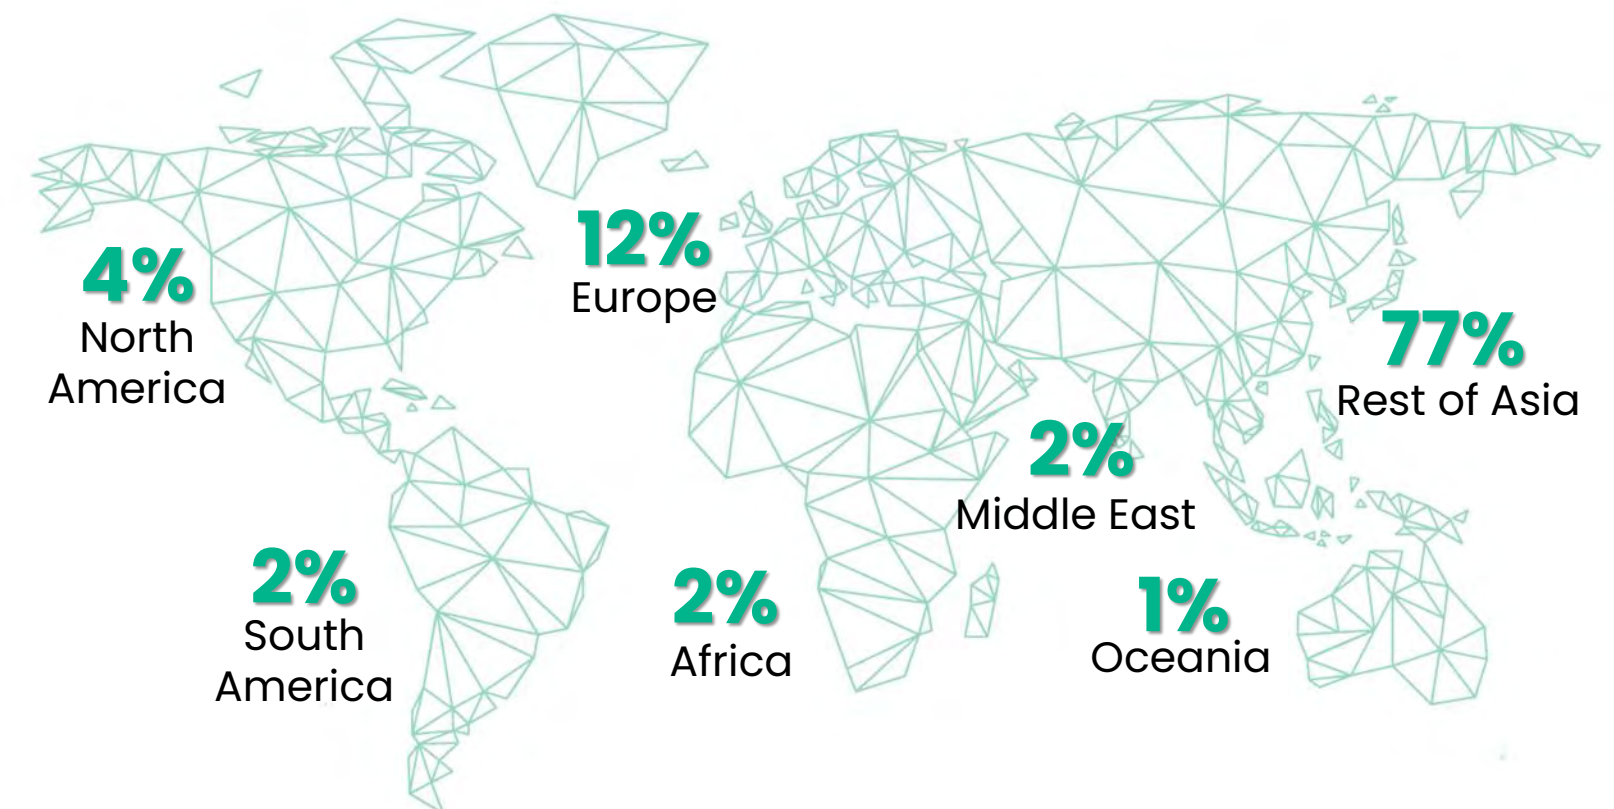 12%
Europe
4%
North
America
77%
Rest of Asia
2%
Middle East
2%
South
America
2%
Africa
1%
Oceania